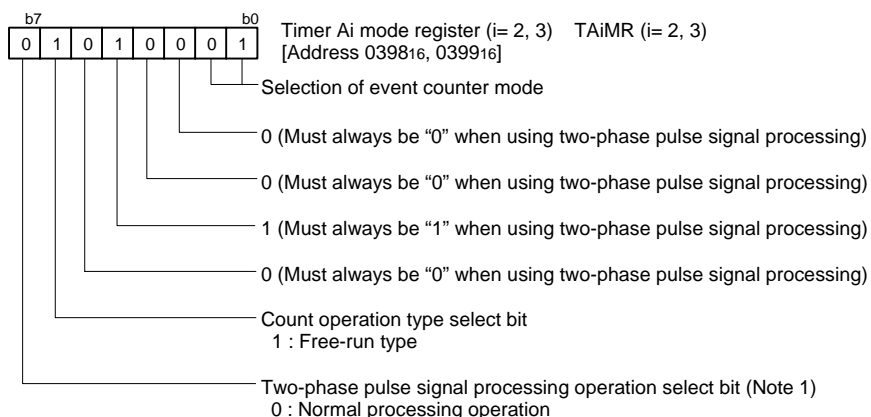 b7 b0
0 1 0 1 0 0 0 1
Timer Ai mode register (i= 2, 3) TAiMR (i= 2, 3)
[Address 039816, 039916]
Selection of event counter mode
0 (Must always be “0” when using two-phase pulse signal processing)
0 (Must always be “0” when using two-phase pulse signal processing)
1 (Must always be “1” when using two-phase pulse signal processing)
0 (Must always be “0” when using two-phase pulse signal processing)
Count operation type select bit
1 : Free-run type
Two-phase pulse signal processing operation select bit (Note 1)
0 : Normal processing operation